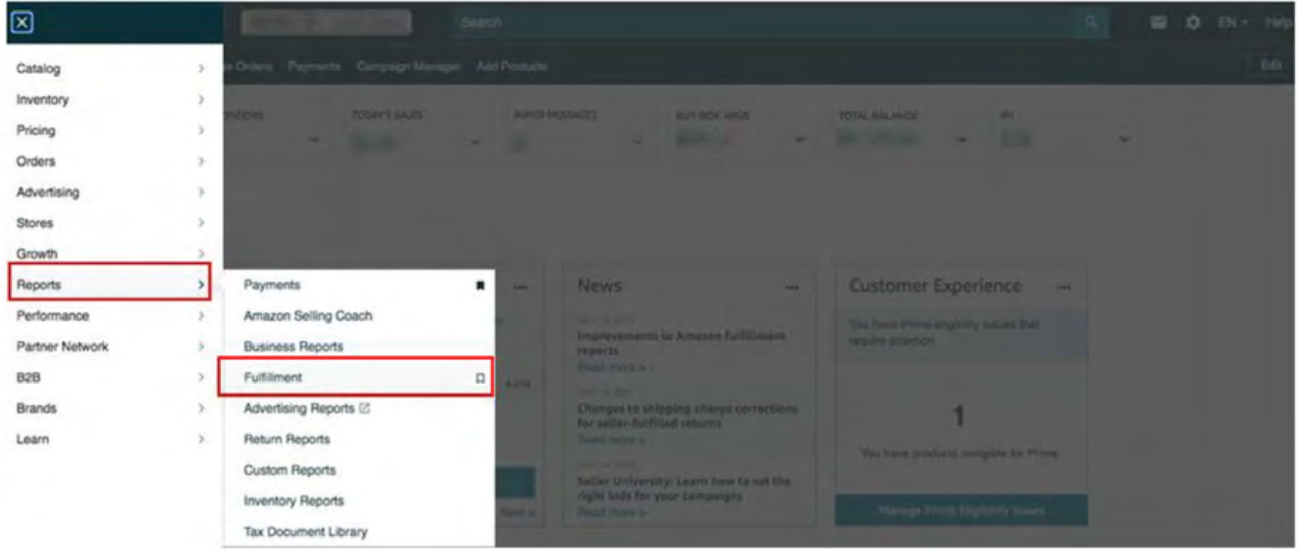 Search
EN
Help
Orders Payments Campaign Manager Add Products
Edit
Catalog
Inventory
Pricing
Orders
Advertising
Stores
Growth
Reports
Performance
Partner Network
B2B
Brands
Learn
ORDERS
TODAY'S SALES
BUYER MESSAGES
BUY BOX WINS
TOTAL BALANCE
Payments
Amazon Selling Coach
Business Reports
Fulfillment
Advertising Reports
Return Reports
Custom Reports
Inventory Reports
Tax Document Library
News
Improvements to Amazon fulfillment
reports
Read more »
Changes to shipping charge corrections
for seller-fulfilled returns
Read more »
Seller University: Learn how to set the
right bids for your campaigns
Read more »
Customer Experience
You have Prime eligibility issues that
require attention
1
You have products ineligible for Prime
Manage Prime Eligibility Issues